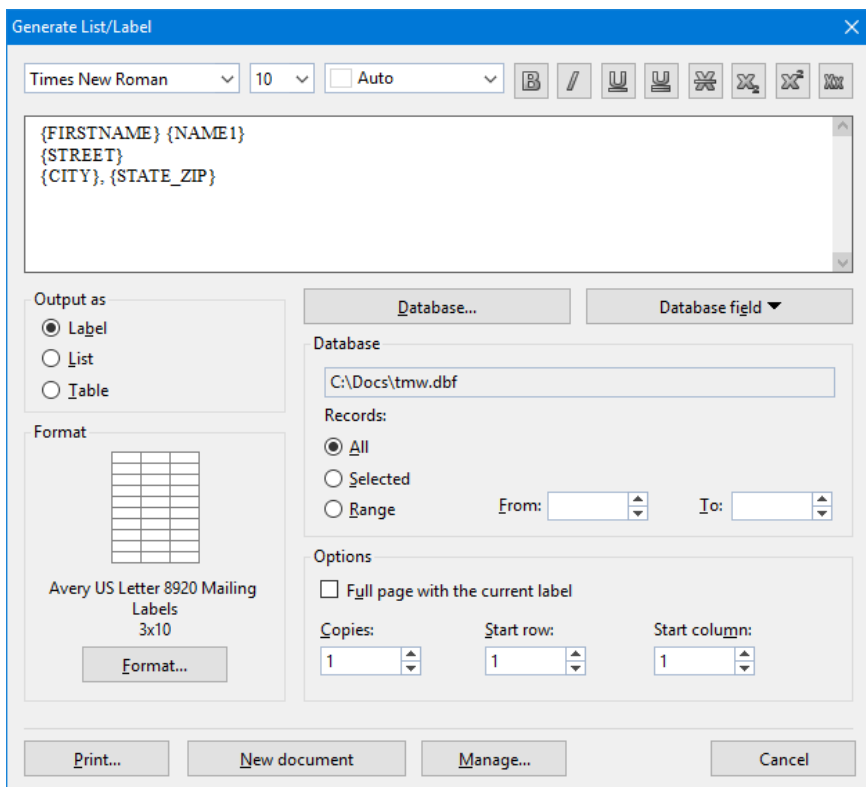 Generate List/Label
Times New Roman 10 Auto B I U U X X₂ X² Xx
{FIRSTNAME} {NAME1}
{STREET}
{CITY}, {STATE_ZIP}
Output as
Label
List
Table
Database... Database field
Database
C:\Docs\tmw.dbf
Records:
All
Selected
Range From: To:
Format
Avery US Letter 8920 Mailing
Labels
3x10
Format...
Options
Full page with the current label
Copies: Start row: Start column:
1 1 1
Print... New document Manage... Cancel